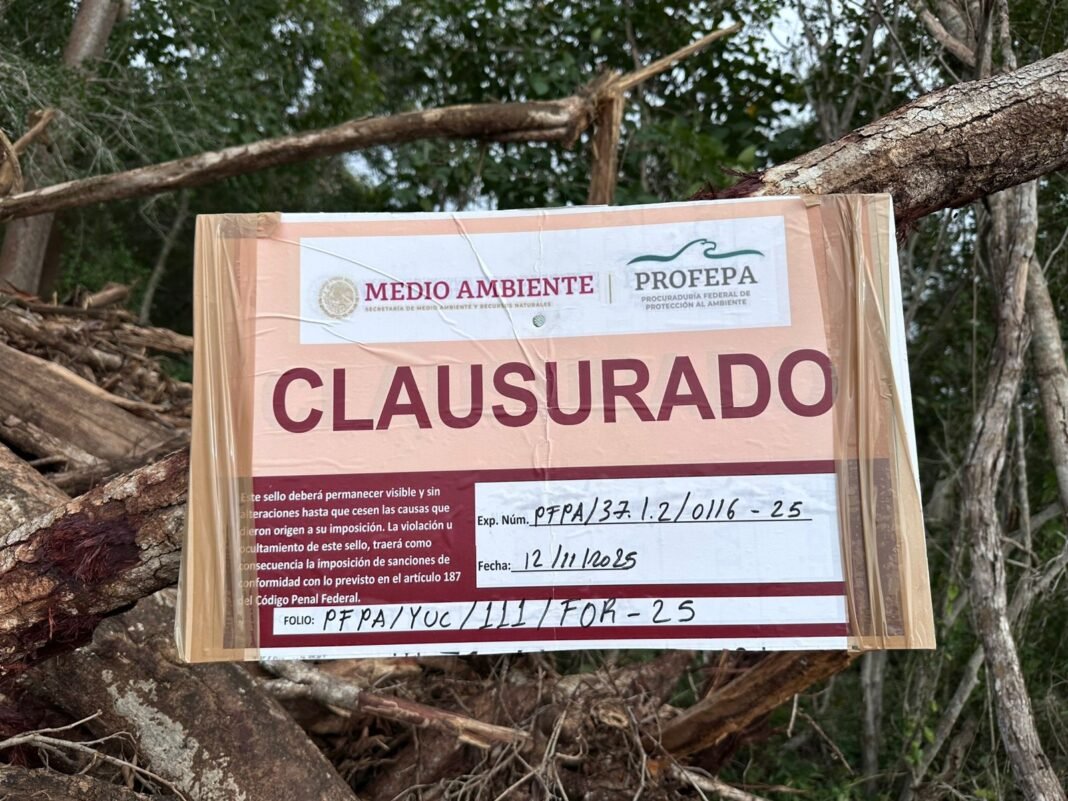 MEDIO AMBIENTE
SECRETARÍA DE MEDIO AMBIENTE Y RECURSOS NATURALES
PROFEPA
PROCURADURÍA FEDERAL DE
PROTECCIÓN AL AMBIENTE
CLAUSURADO
Este sello deberá permanecer visible y sin
alteraciones hasta que cesen las causas que
dieron origen a su imposición. La violación u
ocultamiento de este sello, traerá como
consecuencia la imposición de sanciones de
conformidad con lo previsto en el artículo 187
del Código Penal Federal.
Exp. Núm. PFPA/37.1.2/0116-25
Fecha: 12/11/2025
FOLIO: PFPA/YUC/111/FOR-25